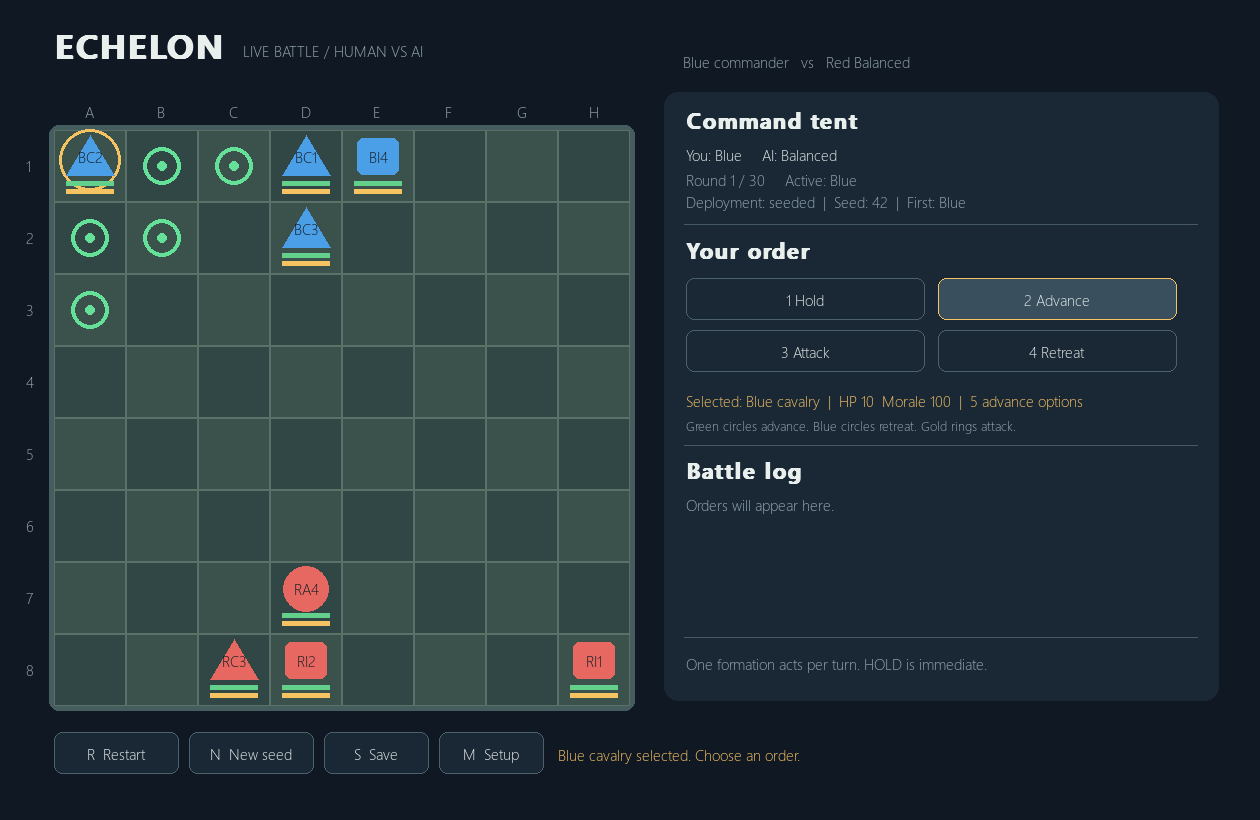 ECHELON LIVE BATTLE / HUMAN VS AI
Blue commander vs Red Balanced
A B C D E F G H
1 BC2 BC1 BI4
2 BC3
3
4
5
6
7 RA4
8 RC3 RI2 RI1
Command tent
You: Blue AI: Balanced
Round 1 / 30 Active: Blue
Deployment: seeded | Seed: 42 | First: Blue
Your order
1 Hold 2 Advance
3 Attack 4 Retreat
Selected: Blue cavalry | HP 10 Morale 100 | 5 advance options
Green circles advance. Blue circles retreat. Gold rings attack.
Battle log
Orders will appear here.
One formation acts per turn. HOLD is immediate.
R Restart N New seed S Save M Setup Blue cavalry selected. Choose an order.